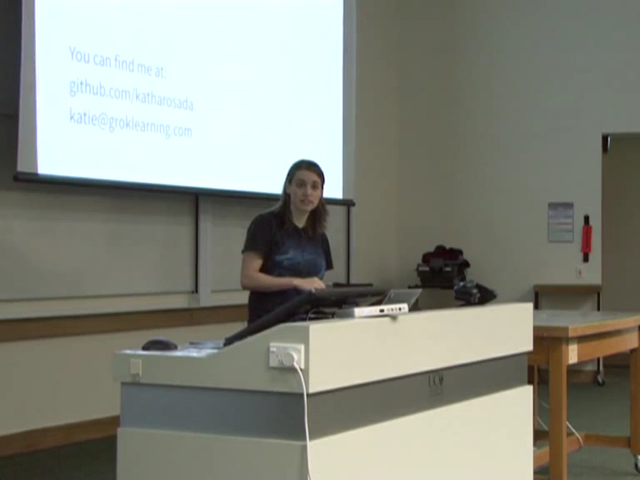 You can find me at:
github.com/katharosada
katie@groklearning.com